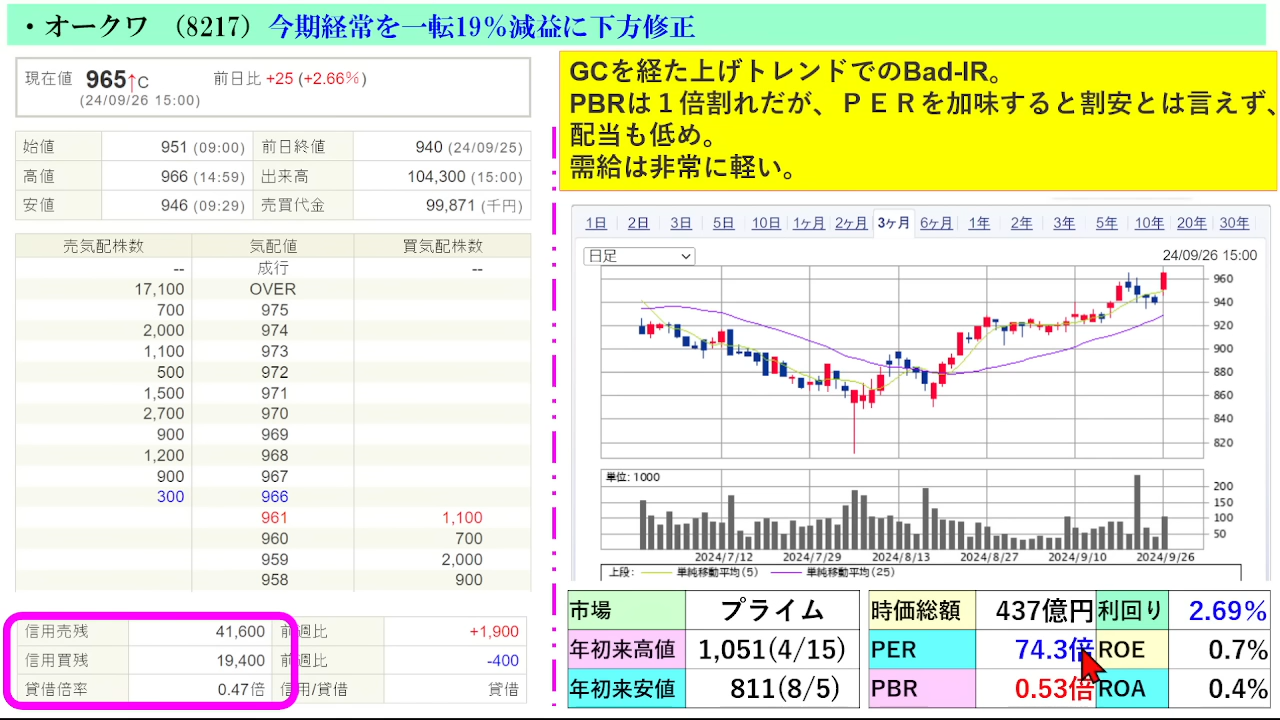 ・オークワ (8217) 今期経常を一転19%減益に下方修正
現在値 965↑C 前日比 +25 (+2.66%)
(24/09/26 15:00)
始値 951 (09:00) 前日終値 940 (24/09/25)
高値 966 (14:59) 出来高 104,300 (15:00)
安値 946 (09:29) 売買代金 99,871 (千円)
売気配株数 気配値 買気配株数
-- 成行 --
17,100 OVER
700 975
2,000 974
1,100 973
500 972
1,500 971
2,700 970
900 969
1,200 968
900 967
300 966
961 1,100
960 700
959 2,000
958 900
信用売残 41,600 前週比 +1,900
信用買残 19,400 前週比 -400
貸借倍率 0.47倍 信用/貸借 貸借
GCを経た上げトレンドでのBad-IR。
PBRは1倍割れだが、PERを加味すると割安とは言えず、
配当も低め。
需給は非常に軽い。
1日 2日 3日 5日 10日 1ヶ月 2ヶ月 3ヶ月 6ヶ月 1年 2年 3年 5年 10年 20年 30年
日足 24/09/26 15:00
960
940
920
900
880
860
840
820
単位: 1000
200
150
100
50
2024/7/12 2024/7/29 2024/8/13 2024/8/27 2024/9/10 2024/9/26
上段: 単純移動平均(5) 単純移動平均(25)
市場 プライム
年初来高値 1,051(4/15)
年初来安値 811(8/5)
時価総額 437億円 利回り 2.69%
PER 74.3倍 ROE 0.7%
PBR 0.53倍 ROA 0.4%